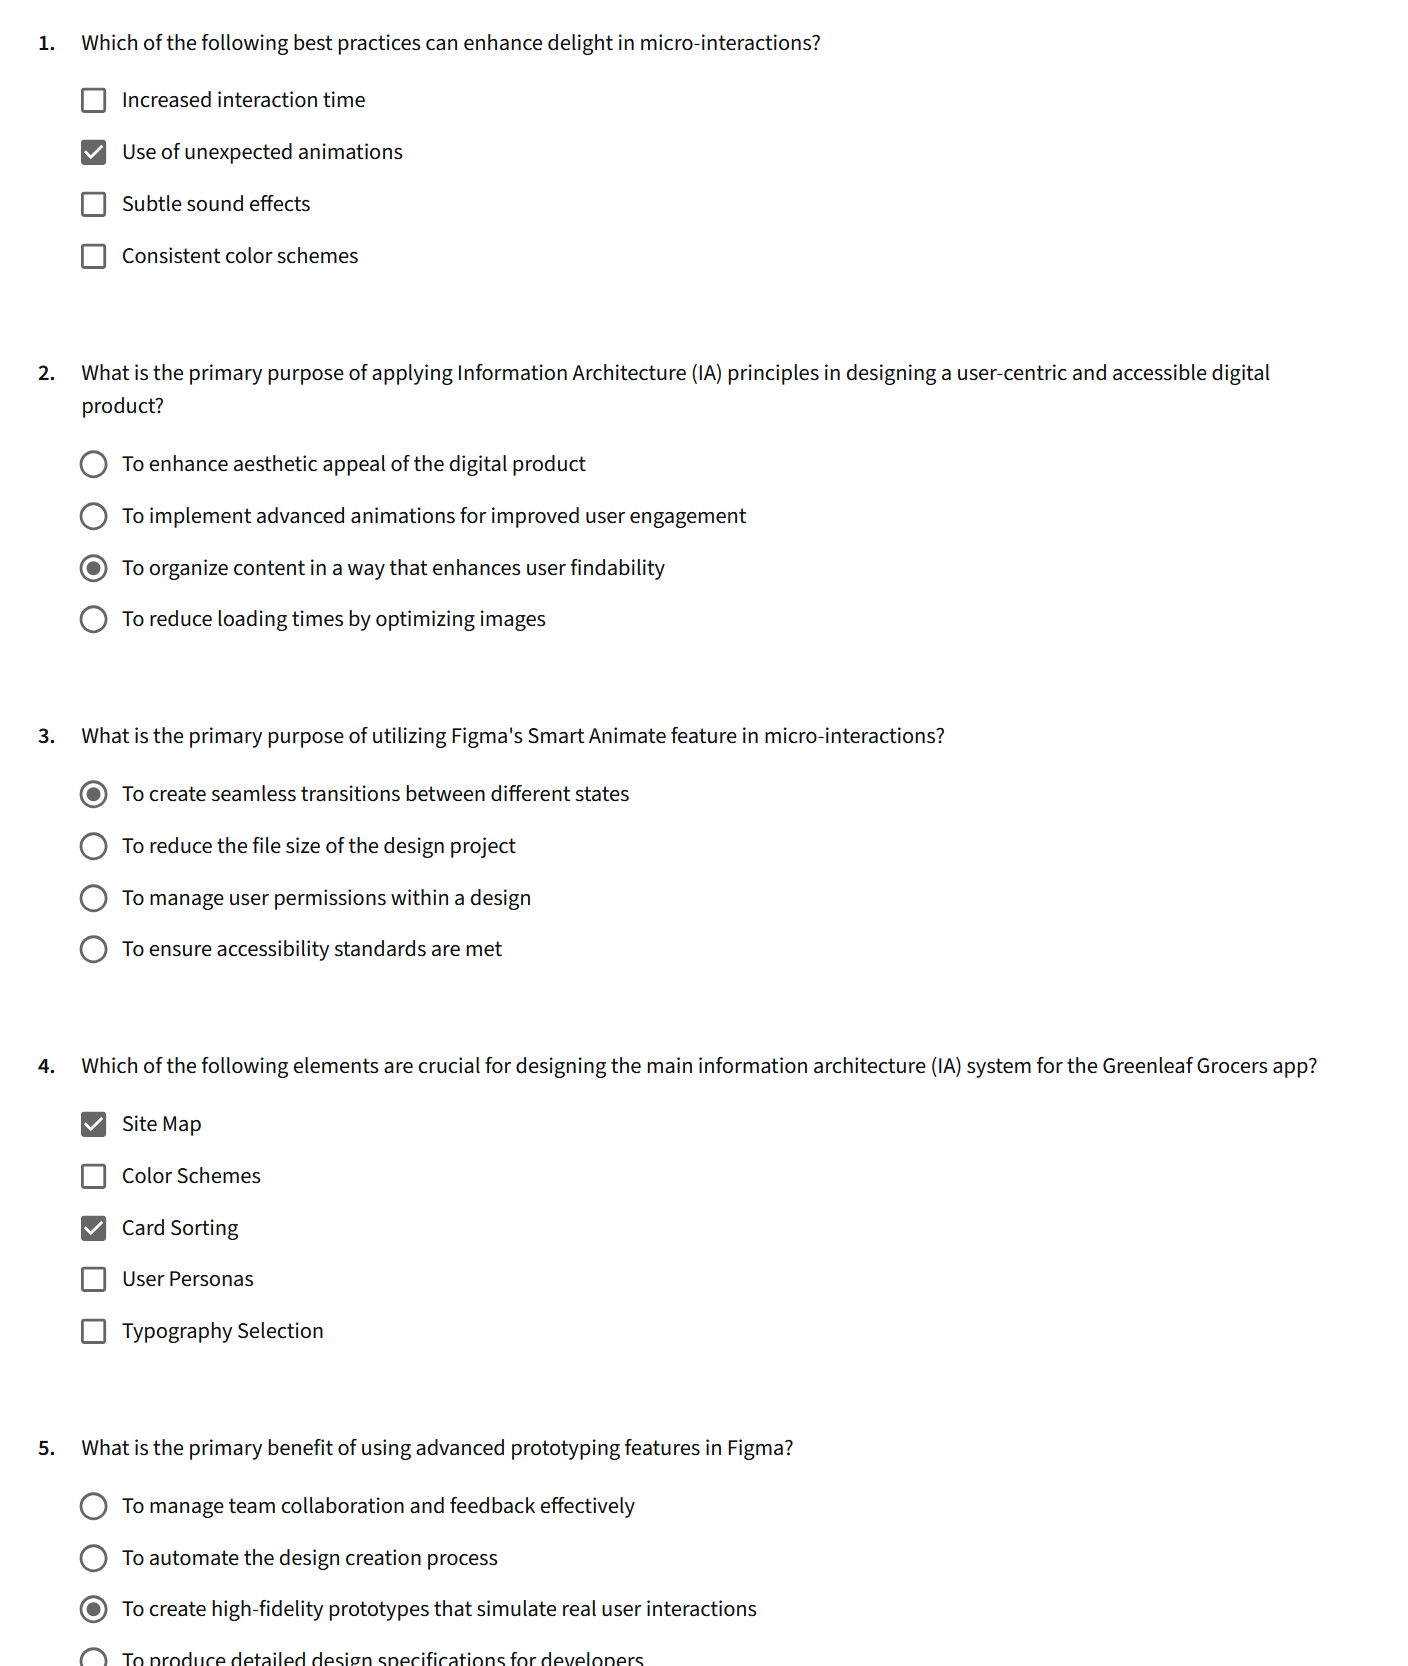 1. Which of the following best practices can enhance delight in micro-interactions?
Increased interaction time
Use of unexpected animations
Subtle sound effects
Consistent color schemes
2. What is the primary purpose of applying Information Architecture (IA) principles in designing a user-centric and accessible digital
product?
To enhance aesthetic appeal of the digital product
To implement advanced animations for improved user engagement
To organize content in a way that enhances user findability
To reduce loading times by optimizing images
3. What is the primary purpose of utilizing Figma's Smart Animate feature in micro-interactions?
To create seamless transitions between different states
To reduce the file size of the design project
To manage user permissions within a design
To ensure accessibility standards are met
4. Which of the following elements are crucial for designing the main information architecture (IA) system for the Greenleaf Grocers app?
Site Map
Color Schemes
Card Sorting
User Personas
Typography Selection
5. What is the primary benefit of using advanced prototyping features in Figma?
To manage team collaboration and feedback effectively
To automate the design creation process
To create high-fidelity prototypes that simulate real user interactions
To produce detailed design specifications for developers